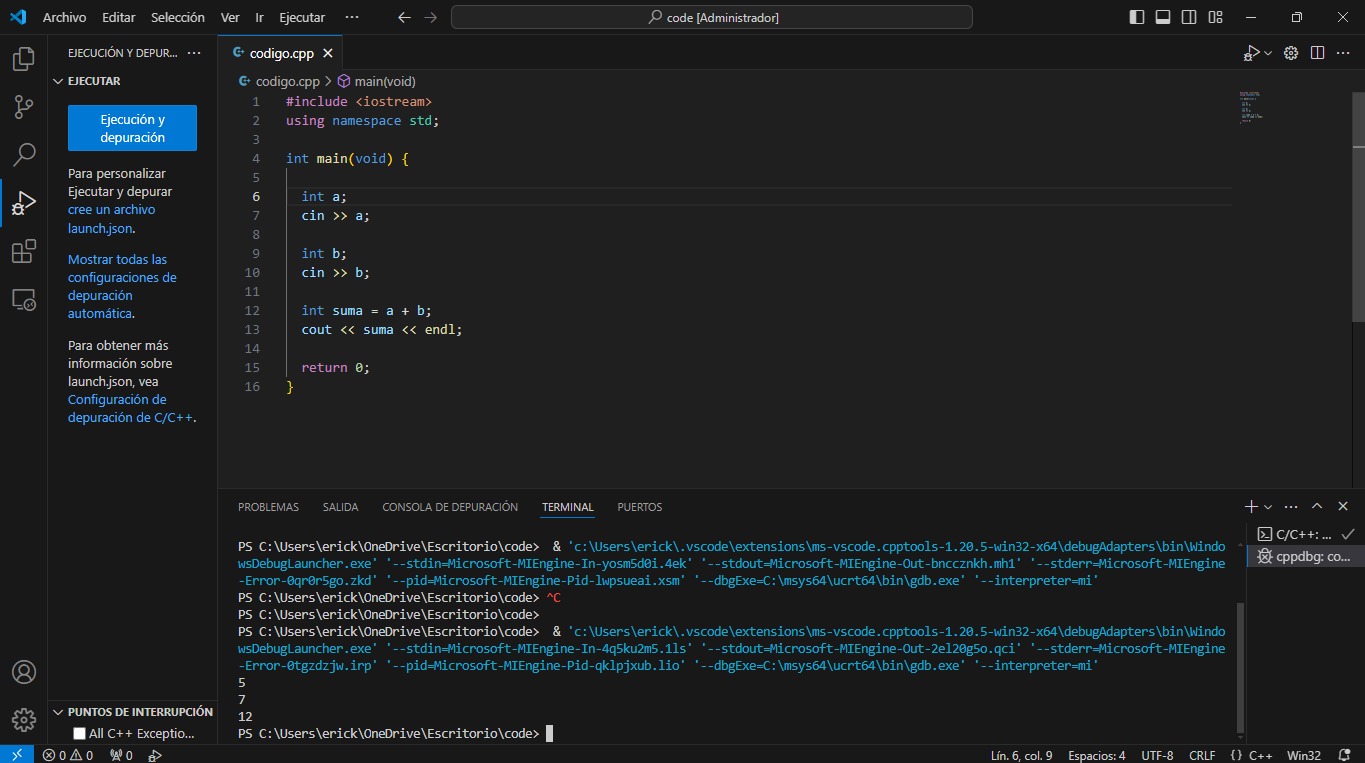 Archivo Editar Selección Ver Ir Ejecutar ···
code [Administrador]
EJECUCIÓN Y DEPUR... ···
EJECUTAR
Ejecución y
depuración
Para personalizar
Ejecutar y depurar
cree un archivo
launch.json.
Mostrar todas las
configuraciones de
depuración
automática.
Para obtener más
información sobre
launch.json, vea
Configuración de
depuración de C/C++.
PUNTOS DE INTERRUPCIÓN
All C++ Exceptio...
codigo.cpp
codigo.cpp > main(void)
1 #include <iostream>
2 using namespace std;
3
4 int main(void) {
5
6 int a;
7 cin >> a;
8
9 int b;
10 cin >> b;
11
12 int suma = a + b;
13 cout << suma << endl;
14
15 return 0;
16 }
PROBLEMAS SALIDA CONSOLA DE DEPURACIÓN TERMINAL PUERTOS
PS C:\Users\erick\OneDrive\Escritorio\code>  & 'c:\Users\erick\.vscode\extensions\ms-vscode.cpptools-1.20.5-win32-x64\debugAdapters\bin\Windo
wsDebugLauncher.exe' '--stdin=Microsoft-MIEngine-In-yosm5d0i.4ek' '--stdout=Microsoft-MIEngine-Out-bnccznkh.mh1' '--stderr=Microsoft-MIEngine
-Error-0qr0r5go.zkd' '--pid=Microsoft-MIEngine-Pid-lwpsueai.xsm' '--dbgExe=C:\msys64\ucrt64\bin\gdb.exe' '--interpreter=mi'
PS C:\Users\erick\OneDrive\Escritorio\code> ^C
PS C:\Users\erick\OneDrive\Escritorio\code>
PS C:\Users\erick\OneDrive\Escritorio\code>  & 'c:\Users\erick\.vscode\extensions\ms-vscode.cpptools-1.20.5-win32-x64\debugAdapters\bin\Windo
wsDebugLauncher.exe' '--stdin=Microsoft-MIEngine-In-4q5ku2m5.1ls' '--stdout=Microsoft-MIEngine-Out-2el20g5o.qci' '--stderr=Microsoft-MIEngine
-Error-0tgzdzjw.irp' '--pid=Microsoft-MIEngine-Pid-qklpjxub.lio' '--dbgExe=C:\msys64\ucrt64\bin\gdb.exe' '--interpreter=mi'
5
7
12
PS C:\Users\erick\OneDrive\Escritorio\code>
C/C++: ...
cppdbg: co...
0 0 0
Lín. 6, col. 9 Espacios: 4 UTF-8 CRLF {} C++ Win32